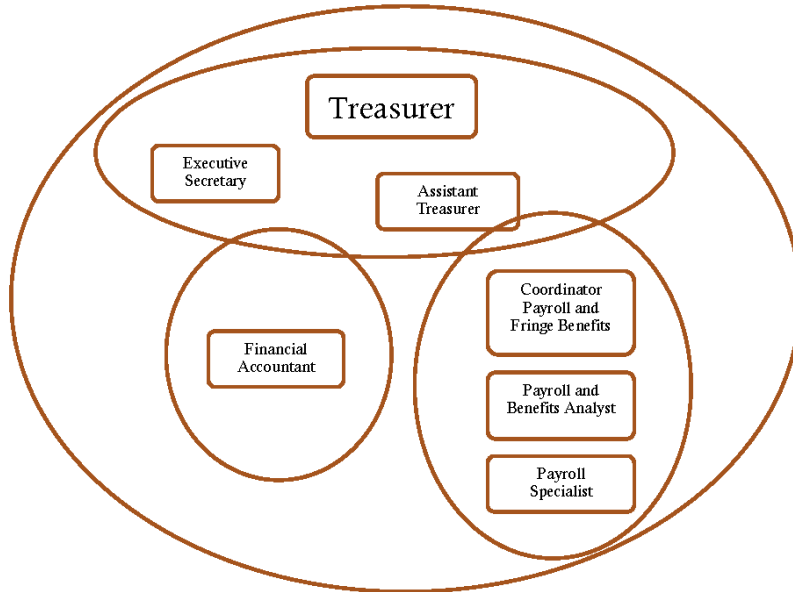 Treasurer
Executive
Secretary
Assistant
Treasurer
Coordinator
Payroll and
Fringe Benefits
Financial
Accountant
Payroll and
Benefits Analyst
Payroll
Specialist